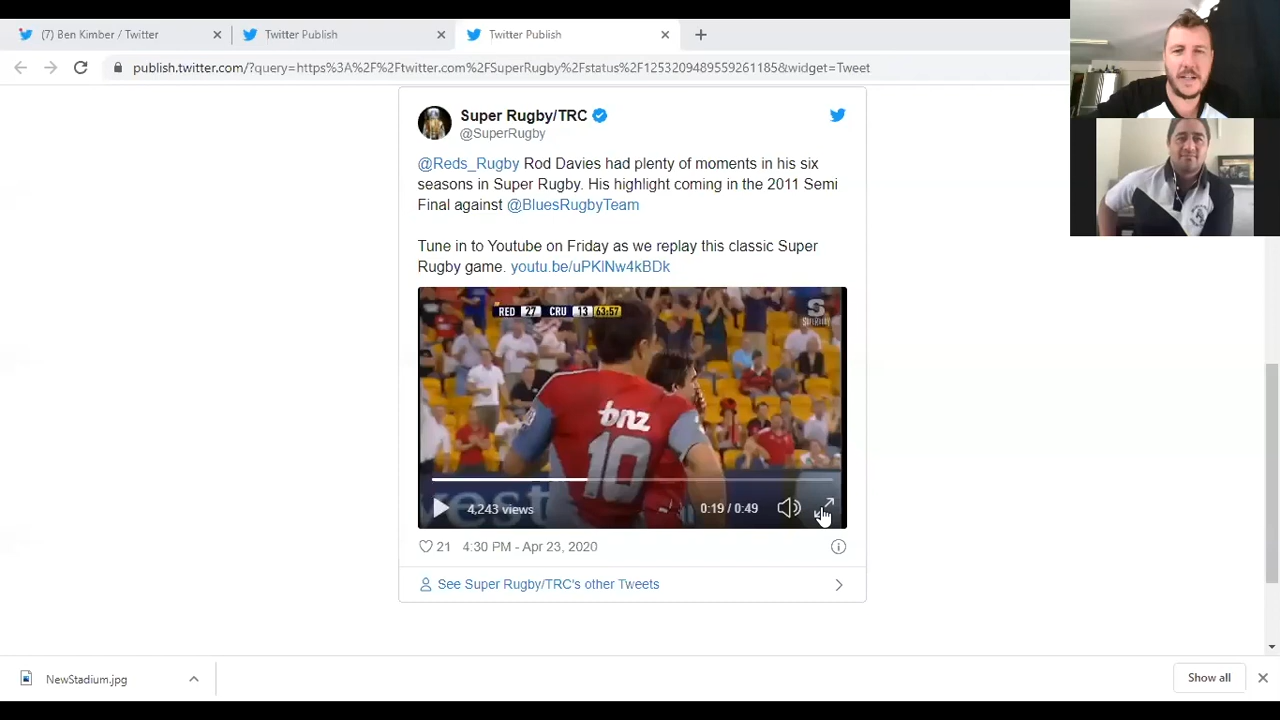 (7) Ben Kimber / Twitter
Twitter Publish
Twitter Publish
publish.twitter.com/?query=https%3A%2F%2Ftwitter.com%2FSuperRugby%2Fstatus%2F1253209489559261185&widget=Tweet
Super Rugby/TRC
@SuperRugby
@Reds_Rugby Rod Davies had plenty of moments in his six
seasons in Super Rugby. His highlight coming in the 2011 Semi
Final against @BluesRugbyTeam
Tune in to Youtube on Friday as we replay this classic Super
Rugby game. youtu.be/uPKlNw4kBDk
RED 27 CRU 13 63:57
SUPERRUGBY
bnz
10
vest
4,243 views
0:19 / 0:49
21 4:30 PM - Apr 23, 2020
See Super Rugby/TRC's other Tweets
NewStadium.jpg
Show all